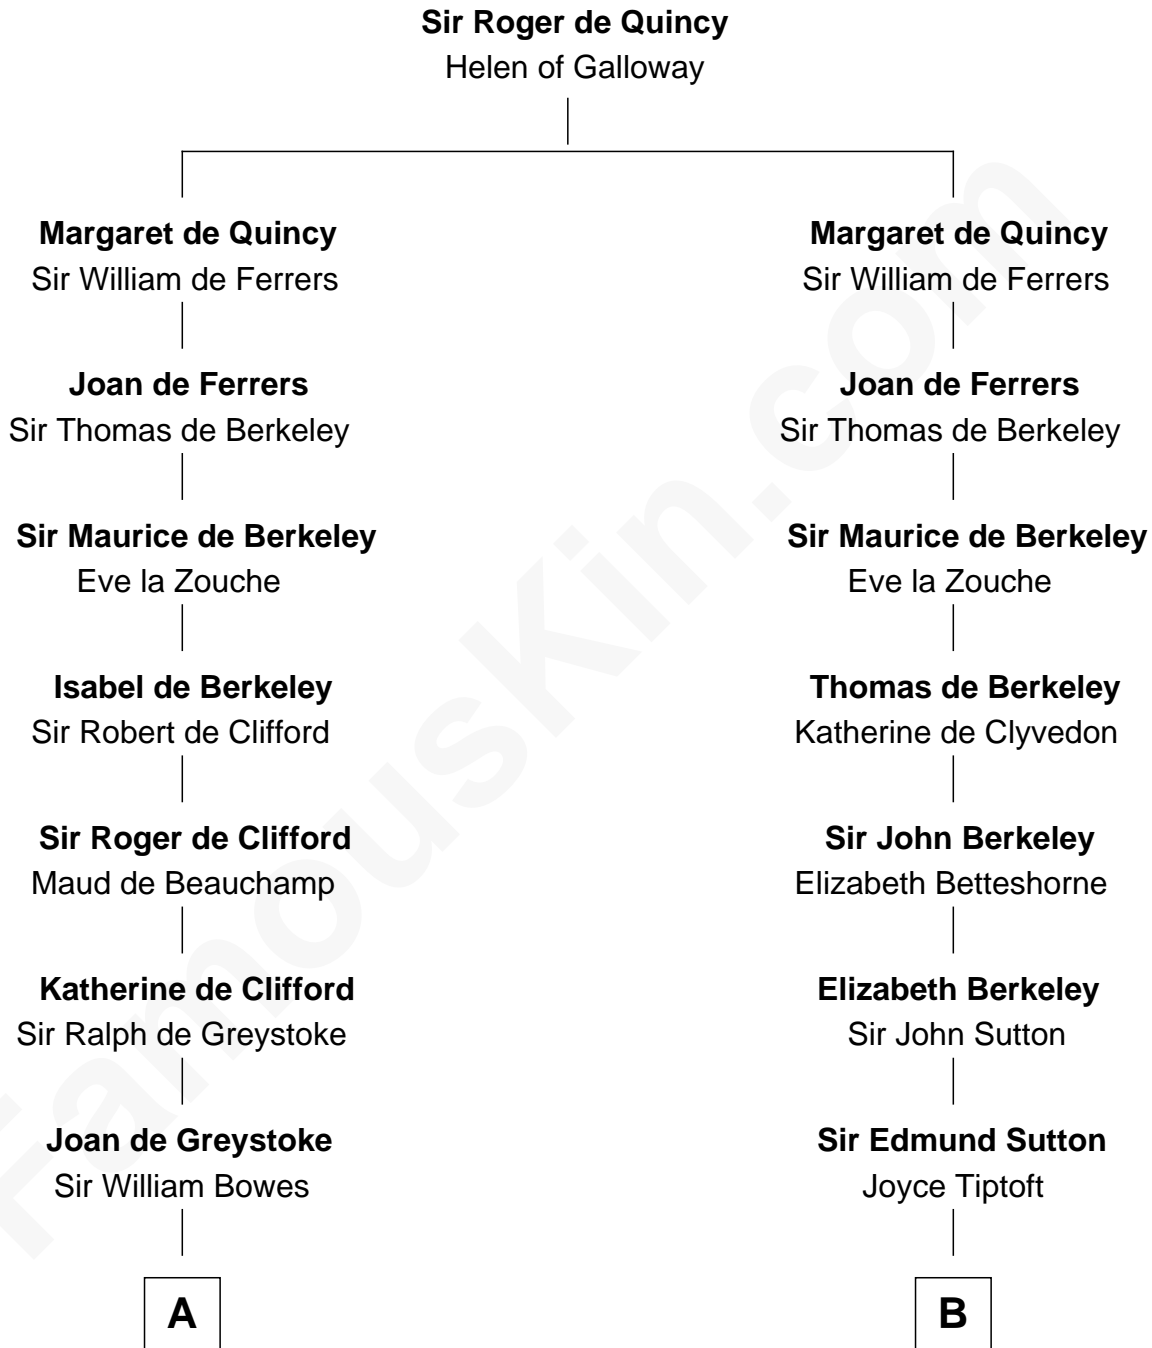 Sir Roger de Quincy
Helen of Galloway
Margaret de Quincy
Sir William de Ferrers
Margaret de Quincy
Sir William de Ferrers
Joan de Ferrers
Sir Thomas de Berkeley
Joan de Ferrers
Sir Thomas de Berkeley
Sir Maurice de Berkeley
Eve la Zouche
Sir Maurice de Berkeley
Eve la Zouche
Isabel de Berkeley
Sir Robert de Clifford
Thomas de Berkeley
Katherine de Clyvedon
Sir Roger de Clifford
Maud de Beauchamp
Sir John Berkeley
Elizabeth Betteshorne
Katherine de Clifford
Sir Ralph de Greystoke
Elizabeth Berkeley
Sir John Sutton
Joan de Greystoke
Sir William Bowes
Sir Edmund Sutton
Joyce Tiptoft
A
B
FamousKin.com